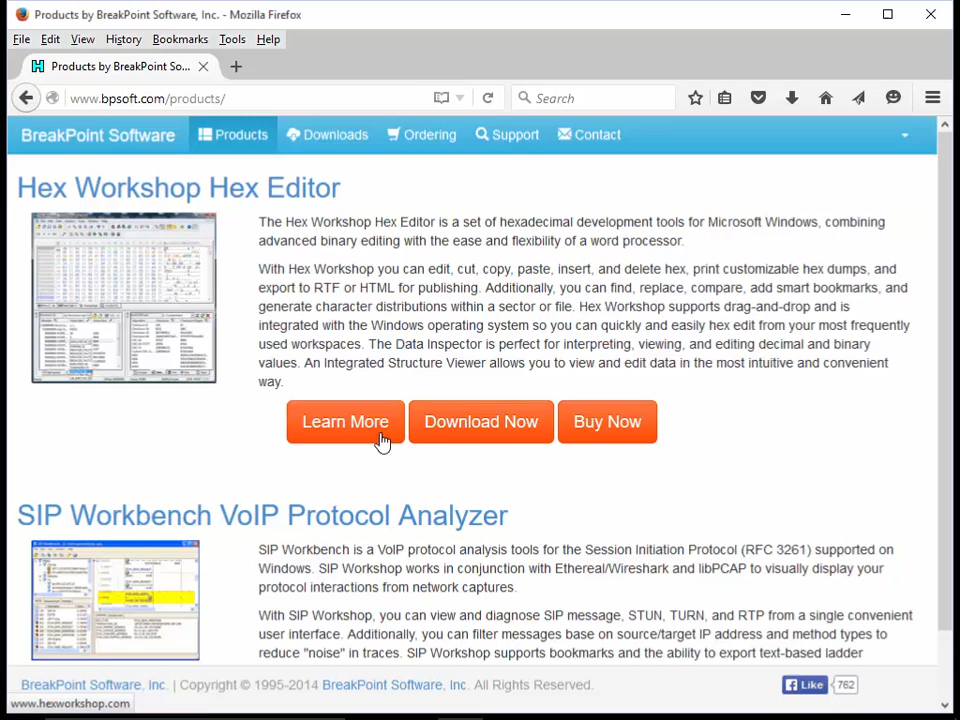 Products by BreakPoint Software, Inc. - Mozilla Firefox
File Edit View History Bookmarks Tools Help
Products by BreakPoint So...
www.bpsoft.com/products/
Search
BreakPoint Software Products Downloads Ordering Support Contact
Hex Workshop Hex Editor
The Hex Workshop Hex Editor is a set of hexadecimal development tools for Microsoft Windows, combining
advanced binary editing with the ease and flexibility of a word processor.
With Hex Workshop you can edit, cut, copy, paste, insert, and delete hex, print customizable hex dumps, and
export to RTF or HTML for publishing. Additionally, you can find, replace, compare, add smart bookmarks, and
generate character distributions within a sector or file. Hex Workshop supports drag-and-drop and is
integrated with the Windows operating system so you can quickly and easily hex edit from your most frequently
used workspaces. The Data Inspector is perfect for interpreting, viewing, and editing decimal and binary
values. An Integrated Structure Viewer allows you to view and edit data in the most intuitive and convenient
way.
Learn More Download Now Buy Now
SIP Workbench VoIP Protocol Analyzer
SIP Workbench is a VoIP protocol analysis tools for the Session Initiation Protocol (RFC 3261) supported on
Windows. SIP Workbench works in conjunction with Ethereal/Wireshark and libPCAP to visually display your
protocol interactions from network captures.
With SIP Workshop, you can view and diagnose SIP message, STUN, TURN, and RTP from a single convenient
user interface. Additionally, you can filter messages base on source/target IP address and method types to
reduce "noise" in traces. SIP Workshop supports bookmarks and the ability to export text-based ladder
BreakPoint Software, Inc. | Copyright © 1995-2014 BreakPoint Software, Inc. All Rights Reserved.
Like 762
www.hexworkshop.com